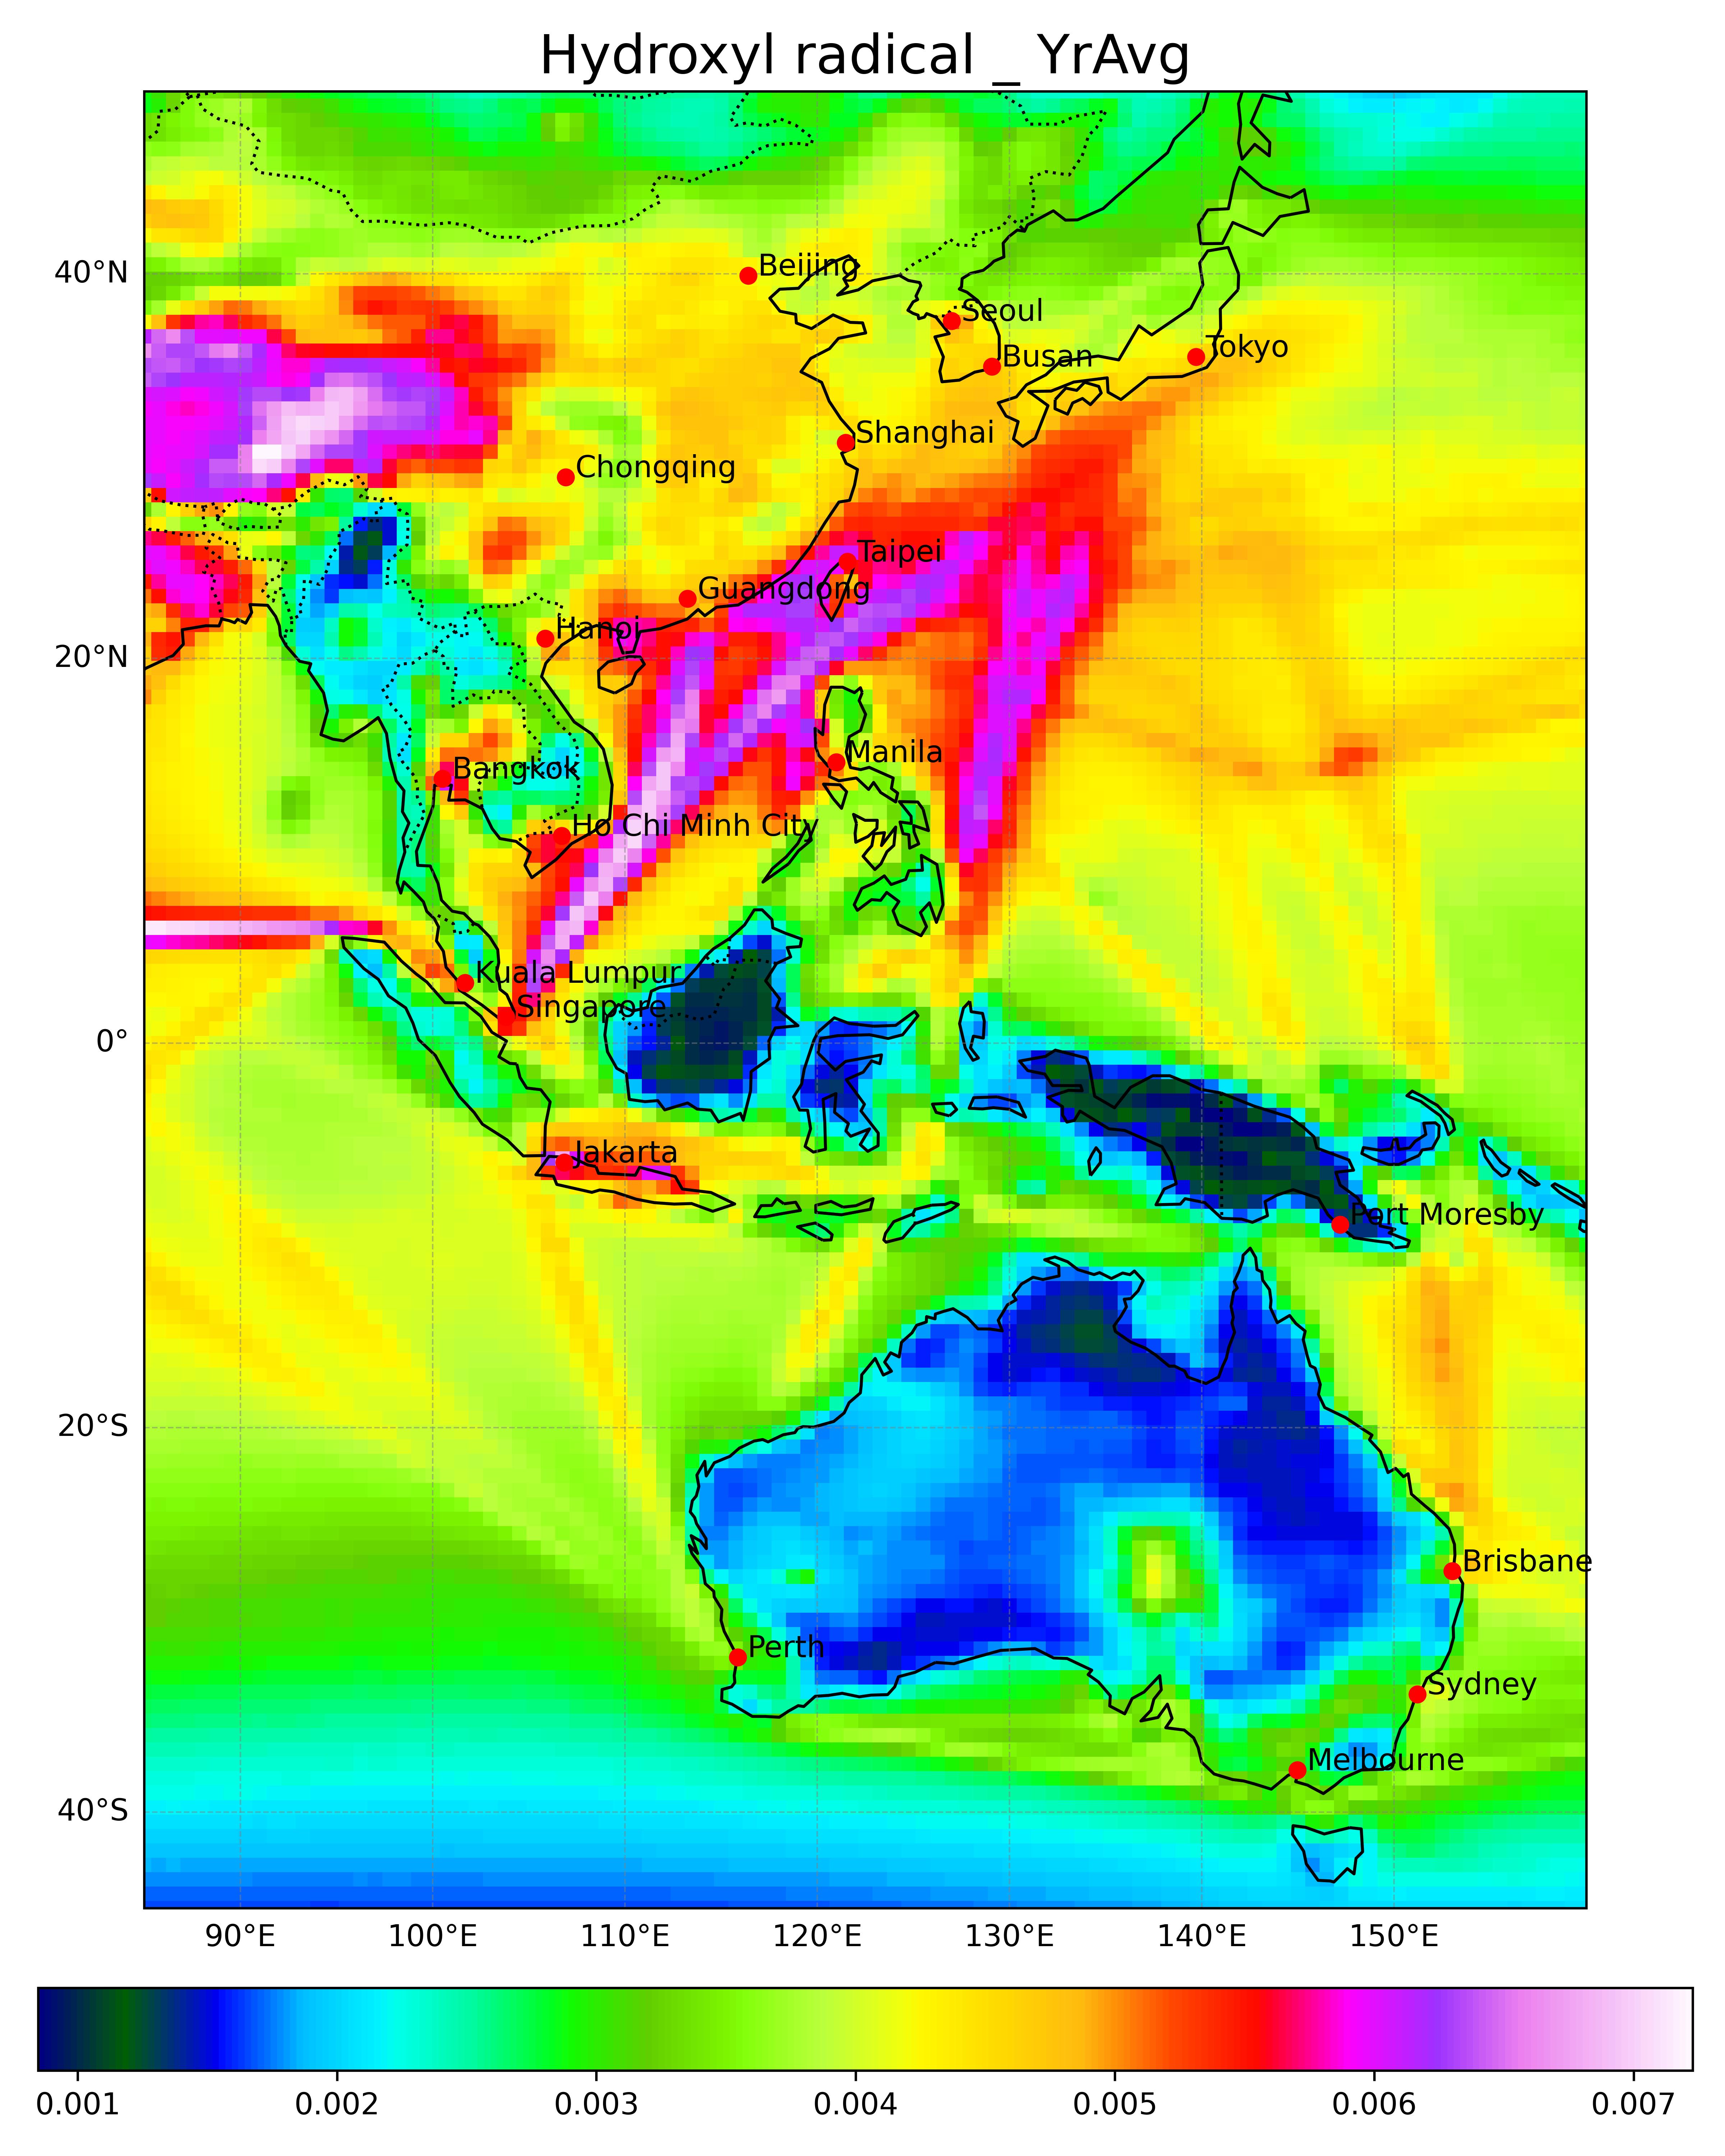 Hydroxyl radical _ YrAvg
40°N
20°N
0°
20°S
40°S
Beijing
Seoul
Busan
Tokyo
Shanghai
Chongqing
Taipei
Guangdong
Hanoi
Manila
Bangkok
Ho Chi Minh City
Kuala Lumpur
Singapore
Jakarta
Port Moresby
Brisbane
Perth
Sydney
Melbourne
90°E 100°E 110°E 120°E 130°E 140°E 150°E
0.001 0.002 0.003 0.004 0.005 0.006 0.007